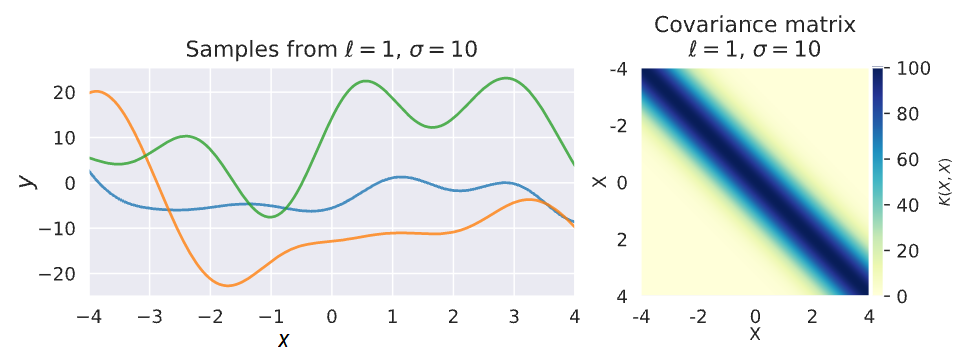 Samples from ℓ = 1, σ = 10
y
20
10
0
−10
−20
−4 −3 −2 −1 0 1 2 3 4
x
Covariance matrix
ℓ = 1, σ = 10
X
-4
-2
0
2
4
-4 -2 0 2 4
X
100
80
60
40
20
0
K(X, X)